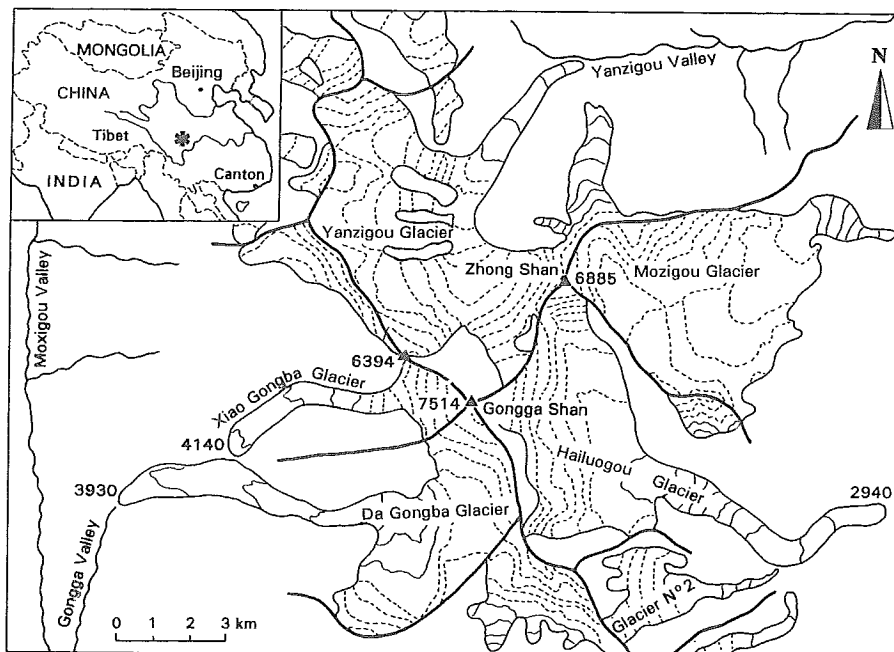 MONGOLIA
Beijing
CHINA
Tibet
INDIA
Canton
Yanzigou Valley
N
Yanzigou Glacier
Zhong Shan
6885
Mozigou Glacier
Moxigou Valley
6394
Xiao Gongba Glacier
7514
Gongga Shan
4140
3930
Hailuogou
Glacier
2940
Da Gongba Glacier
Gongga Valley
Glacier Nº2
0 1 2 3 km